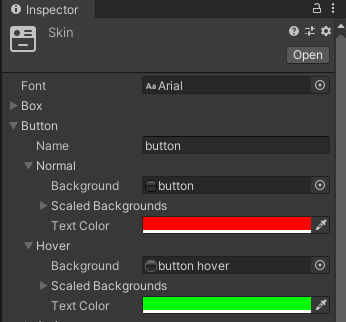 Inspector
Skin
Open
Font Aa Arial
Box
Button
Name button
Normal
Background button
Scaled Backgrounds
Text Color
Hover
Background button hover
Scaled Backgrounds
Text Color